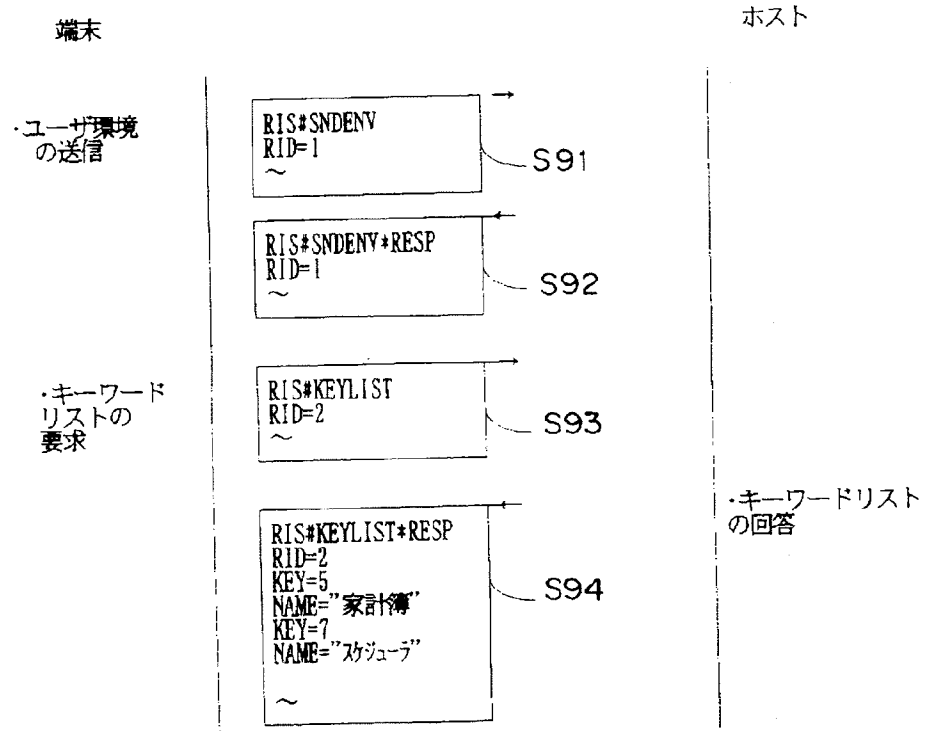 端末
ホスト
・ユーザ環境
の送信
RIS#SNDENV
RID=1
~
S91
RIS#SNDENV*RESP
RID=1
~
S92
・キーワード
リストの
要求
RIS#KEYLIST
RID=2
~
S93
・キーワードリスト
の回答
RIS#KEYLIST*RESP
RID=2
KEY=5
NAME="家計簿"
KEY=7
NAME="スケジューラ"
~
S94